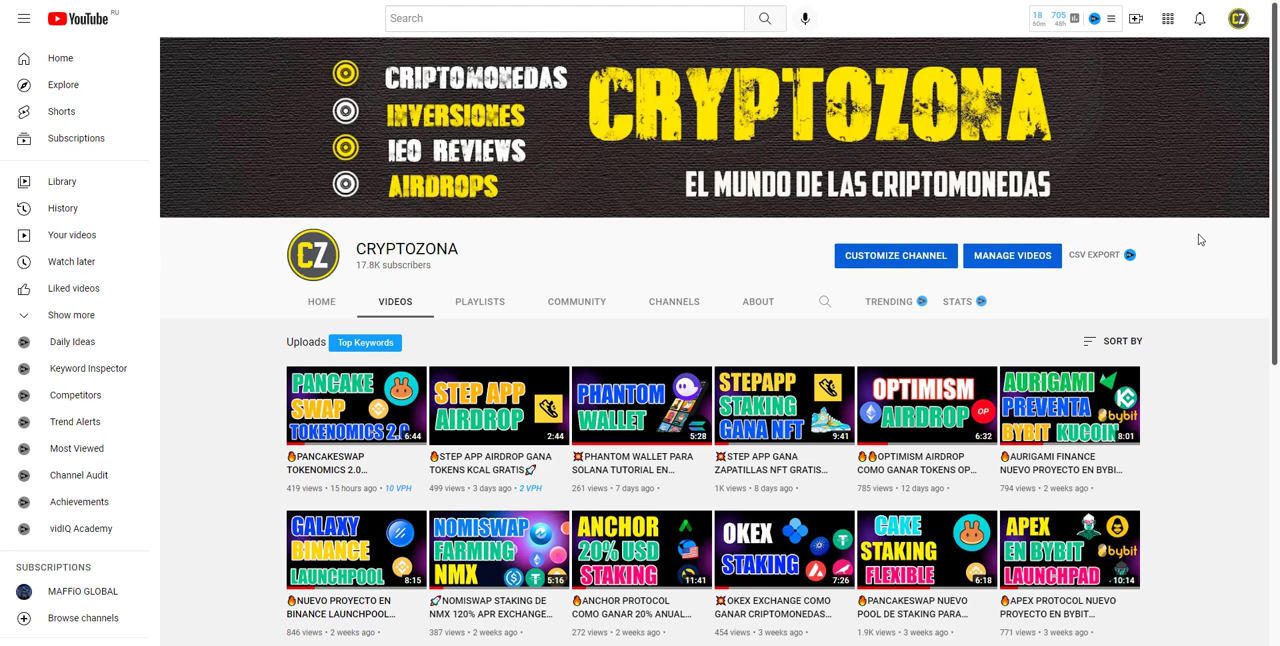 YouTube RU
Search
18 705
60m 48h
Home
Explore
Shorts
Subscriptions
Library
History
Your videos
Watch later
Liked videos
Show more
Daily Ideas
Keyword Inspector
Competitors
Trend Alerts
Most Viewed
Channel Audit
Achievements
vidIQ Academy
SUBSCRIPTIONS
MAFFiO GLOBAL
Browse channels
CRIPTOMONEDAS
INVERSIONES
IEO REVIEWS
AIRDROPS
CRYPTOZONA
EL MUNDO DE LAS CRIPTOMONEDAS
CZ
CRYPTOZONA
17.8K subscribers
CUSTOMIZE CHANNEL MANAGE VIDEOS CSV EXPORT
HOME VIDEOS PLAYLISTS COMMUNITY CHANNELS ABOUT TRENDING STATS
Uploads Top Keywords SORT BY
PANCAKE
SWAP
TOKENOMICS 2.0
6:44
🔥PANCAKESWAP
TOKENOMICS 2.0...
419 views • 15 hours ago • 10 VPH
STEP APP
AIRDROP
2:44
🔥STEP APP AIRDROP GANA
TOKENS KCAL GRATIS🚀
499 views • 3 days ago • 2 VPH
PHANTOM
WALLET
5:28
💥PHANTOM WALLET PARA
SOLANA TUTORIAL EN...
261 views • 7 days ago •
STEPAPP
STAKING
GANA NFT
9:41
💥STEP APP GANA
ZAPATILLAS NFT GRATIS...
1K views • 8 days ago •
OPTIMISM
AIRDROP
OP
6:32
🔥🔥OPTIMISM AIRDROP
COMO GANAR TOKENS OP...
785 views • 12 days ago •
AURIGAMI
PREVENTA
BYBIT KUCOIN
bybit
8:01
🔥AURIGAMI FINANCE
NUEVO PROYECTO EN BYBI...
794 views • 2 weeks ago •
GALAXY
BINANCE
LAUNCHPOOL
8:15
🔥NUEVO PROYECTO EN
BINANCE LAUNCHPOOL...
846 views • 2 weeks ago •
NOMISWAP
FARMING
NMX
5:16
🚀NOMISWAP STAKING DE
NMX 120% APR EXCHANGE...
387 views • 2 weeks ago •
ANCHOR
20% USD
STAKING
11:41
🔥ANCHOR PROTOCOL
COMO GANAR 20% ANUAL...
272 views • 2 weeks ago •
OKEX
STAKING
7:26
💥OKEX EXCHANGE COMO
GANAR CRIPTOMONEDAS...
454 views • 3 weeks ago •
CAKE
STAKING
FLEXIBLE
6:18
🔥PANCAKESWAP NUEVO
POOL DE STAKING PARA...
1.9K views • 3 weeks ago •
APEX
EN BYBIT
LAUNCHPAD
bybit
10:14
🔥APEX PROTOCOL NUEVO
PROYECTO EN BYBIT...
771 views • 3 weeks ago •